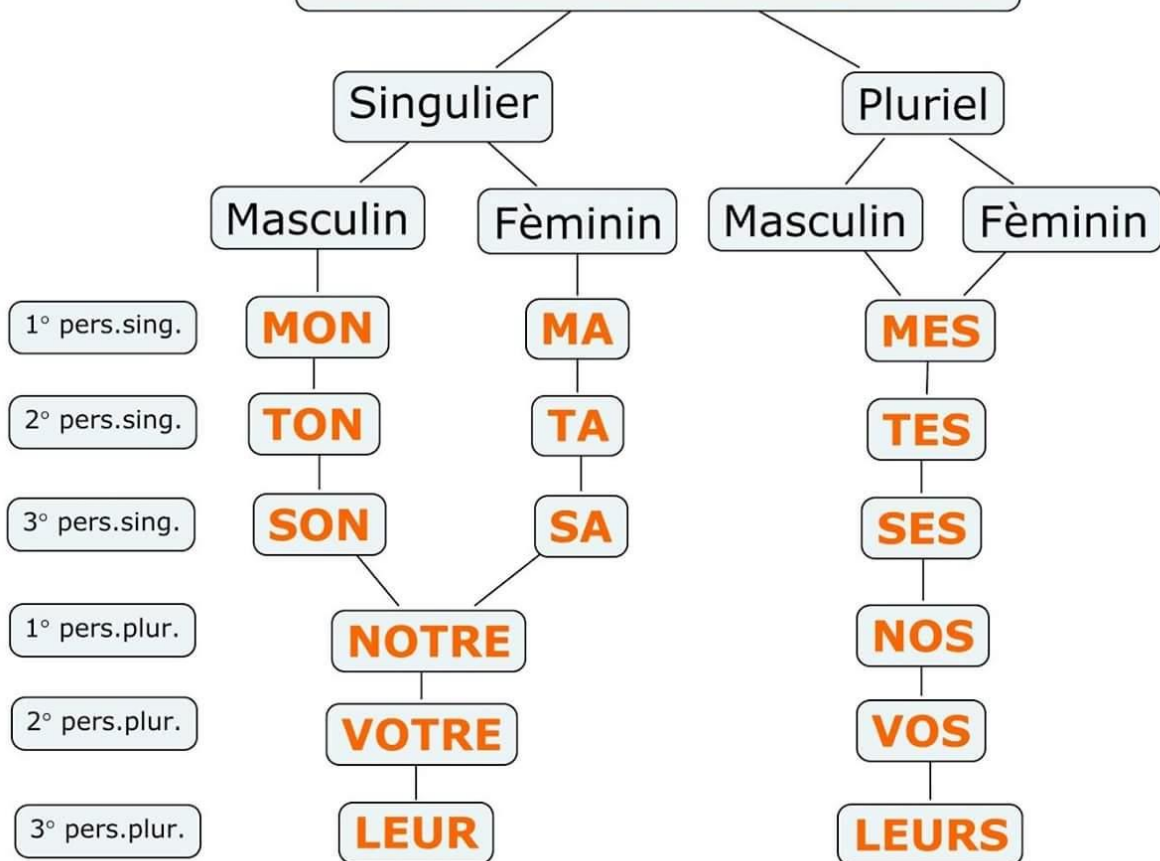 Singulier Pluriel
Masculin Fèminin Masculin Fèminin
1° pers.sing. MON MA MES
2° pers.sing. TON TA TES
3° pers.sing. SON SA SES
1° pers.plur. NOTRE NOS
2° pers.plur. VOTRE VOS
3° pers.plur. LEUR LEURS